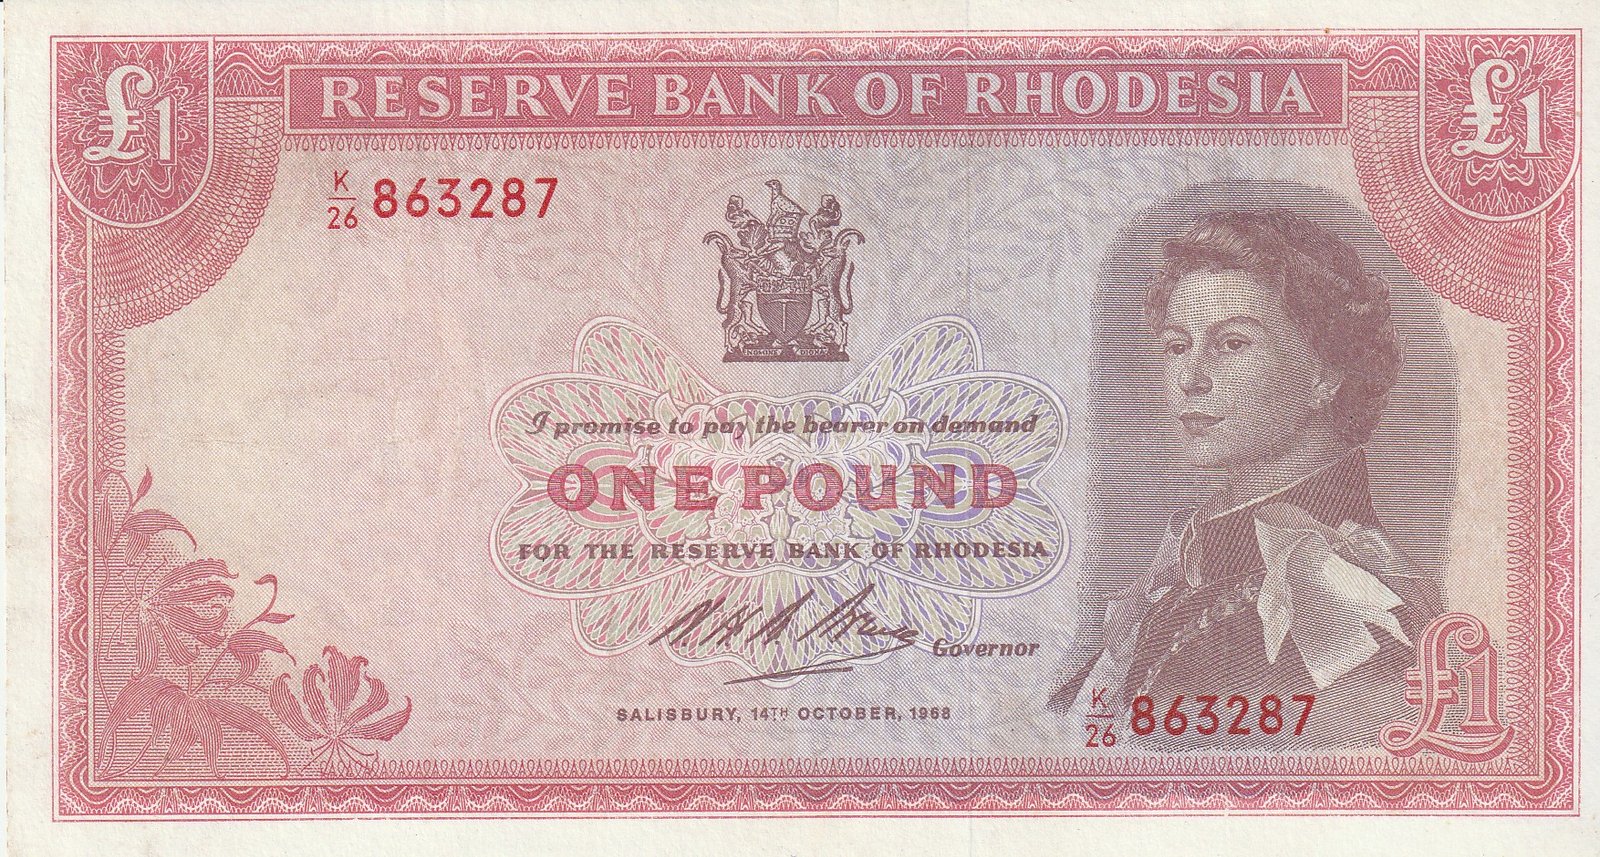 £1
RESERVE BANK OF RHODESIA
£1
K/26 863287
I promise to pay the bearer on demand
ONE POUND
FOR THE RESERVE BANK OF RHODESIA
Governor
SALISBURY, 14TH OCTOBER, 1968
K/26 863287
£1